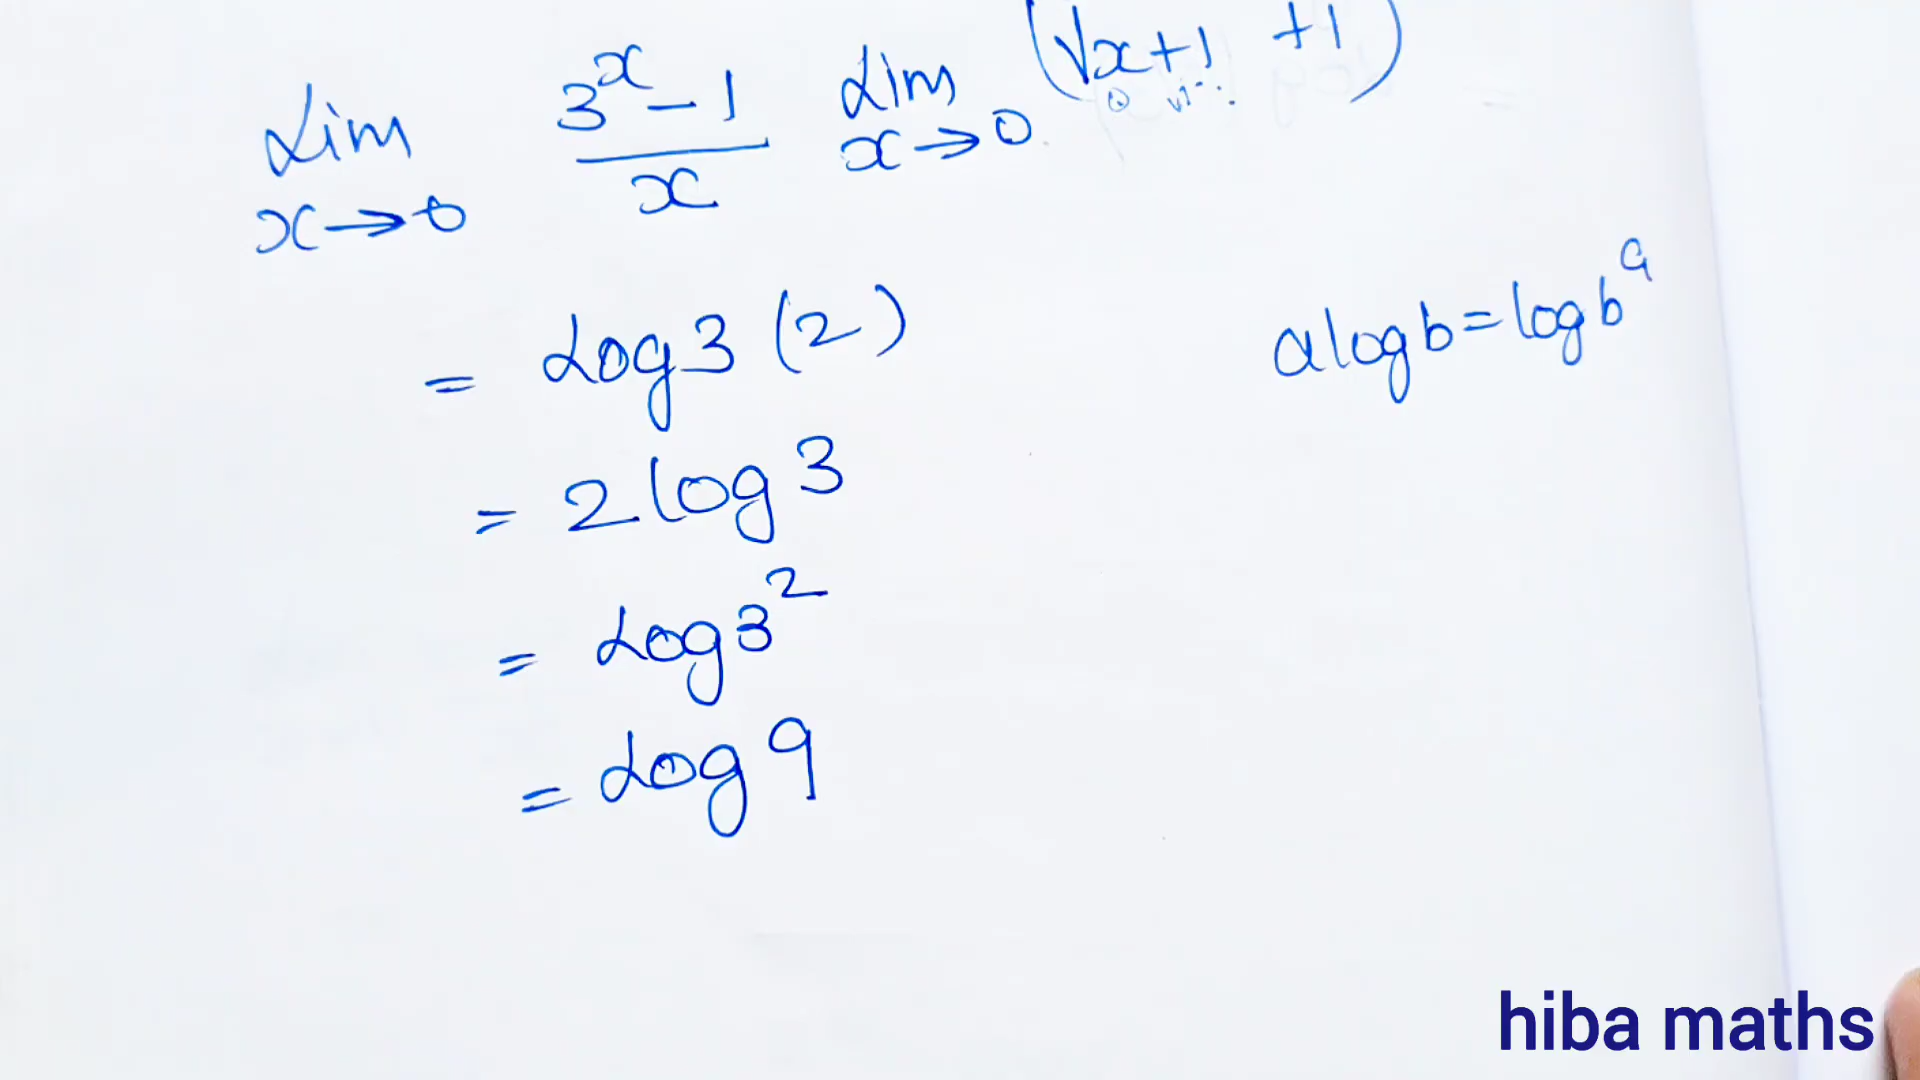 Lim x→0 (3^x - 1)/x Lim x→0 (√x+1 +1)
= Log 3 (2)
a log b = log b^a
= 2 log 3
= Log 3^2
= Log 9
hiba maths